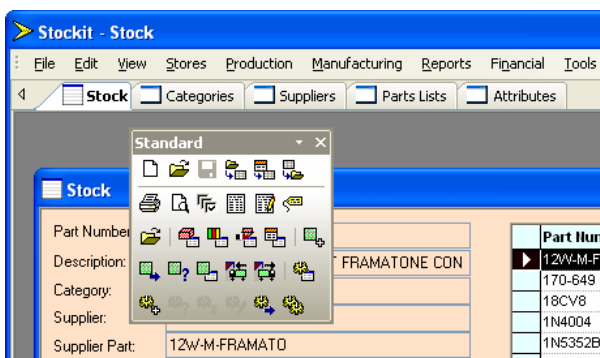 Stockit - Stock
File Edit View Stores Production Manufacturing Reports Financial Tools
Stock Categories Suppliers Parts Lists Attributes
Standard
Stock
Part Number
Part Num
Description:
FRAMATONE CON
12W-M-F
Category:
170-649
18CV8
Supplier:
1N4004
Supplier Part:
12W-M-FRAMATO
1N5352B